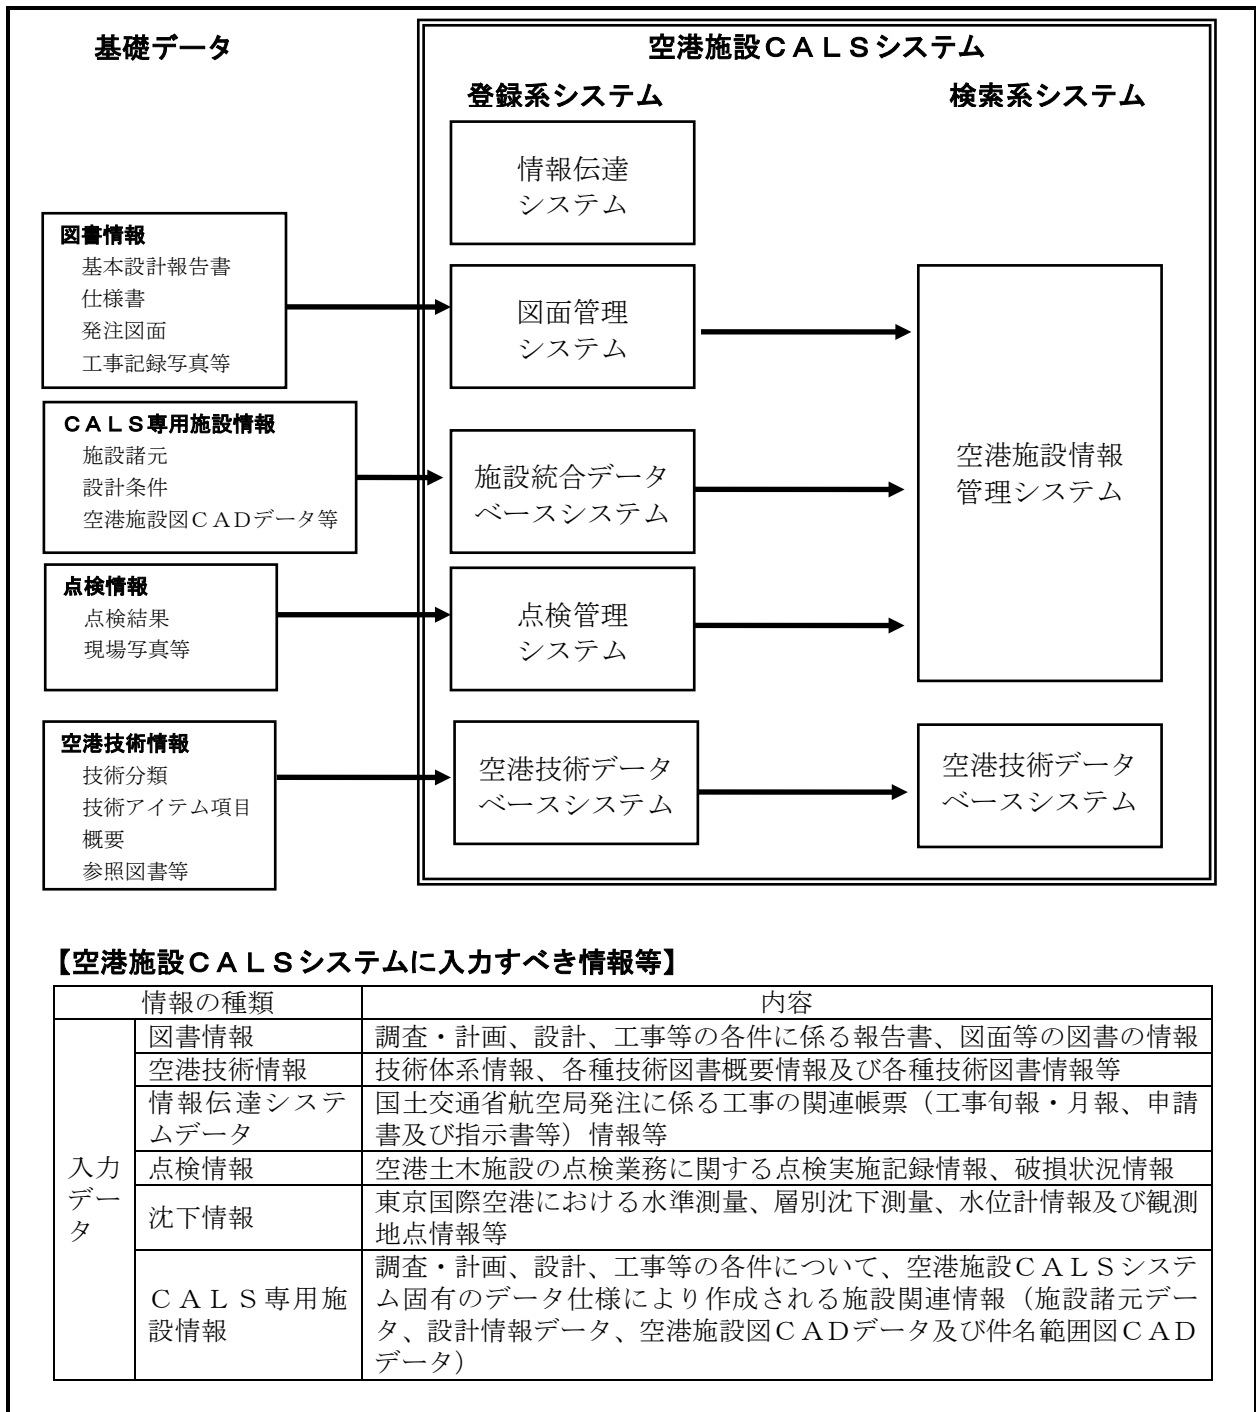 基礎データ
空港施設ＣＡＬＳシステム
登録系システム
検索系システム
情報伝達
システム
図書情報
基本設計報告書
仕様書
発注図面
工事記録写真等
図面管理
システム
ＣＡＬＳ専用施設情報
施設諸元
設計条件
空港施設図ＣＡＤデータ等
施設統合データ
ベースシステム
空港施設情報
管理システム
点検情報
点検結果
現場写真等
点検管理
システム
空港技術情報
技術分類
技術アイテム項目
概要
参照図書等
空港技術データ
ベースシステム
空港技術データ
ベースシステム
【空港施設ＣＡＬＳシステムに入力すべき情報等】
情報の種類
内容
入力
デー
タ
図書情報
調査・計画、設計、工事等の各件に係る報告書、図面等の図書の情報
空港技術情報
技術体系情報、各種技術図書概要情報及び各種技術図書情報等
情報伝達システ
ムデータ
国土交通省航空局発注に係る工事の関連帳票（工事旬報・月報、申請
書及び指示書等）情報等
点検情報
空港土木施設の点検業務に関する点検実施記録情報、破損状況情報
沈下情報
東京国際空港における水準測量、層別沈下測量、水位計情報及び観測
地点情報等
ＣＡＬＳ専用施
設情報
調査・計画、設計、工事等の各件について、空港施設ＣＡＬＳシステ
ム固有のデータ仕様により作成される施設関連情報（施設諸元デー
タ、設計情報データ、空港施設図ＣＡＤデータ及び件名範囲図ＣＡＤ
データ）